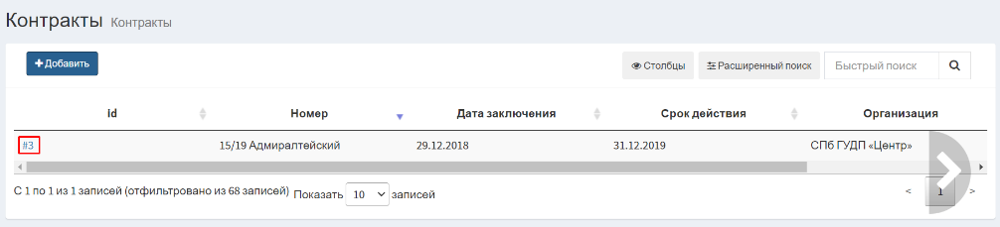 Контракты Контракты
Добавить Столбцы Расширенный поиск Быстрый поиск
id Номер Дата заключения Срок действия Организация
#3 15/19 Адмиралтейский 29.12.2018 31.12.2019 СПб ГУДП «Центр»
С 1 по 1 из 1 записей (отфильтровано из 68 записей) Показать 10 записей < 1 >